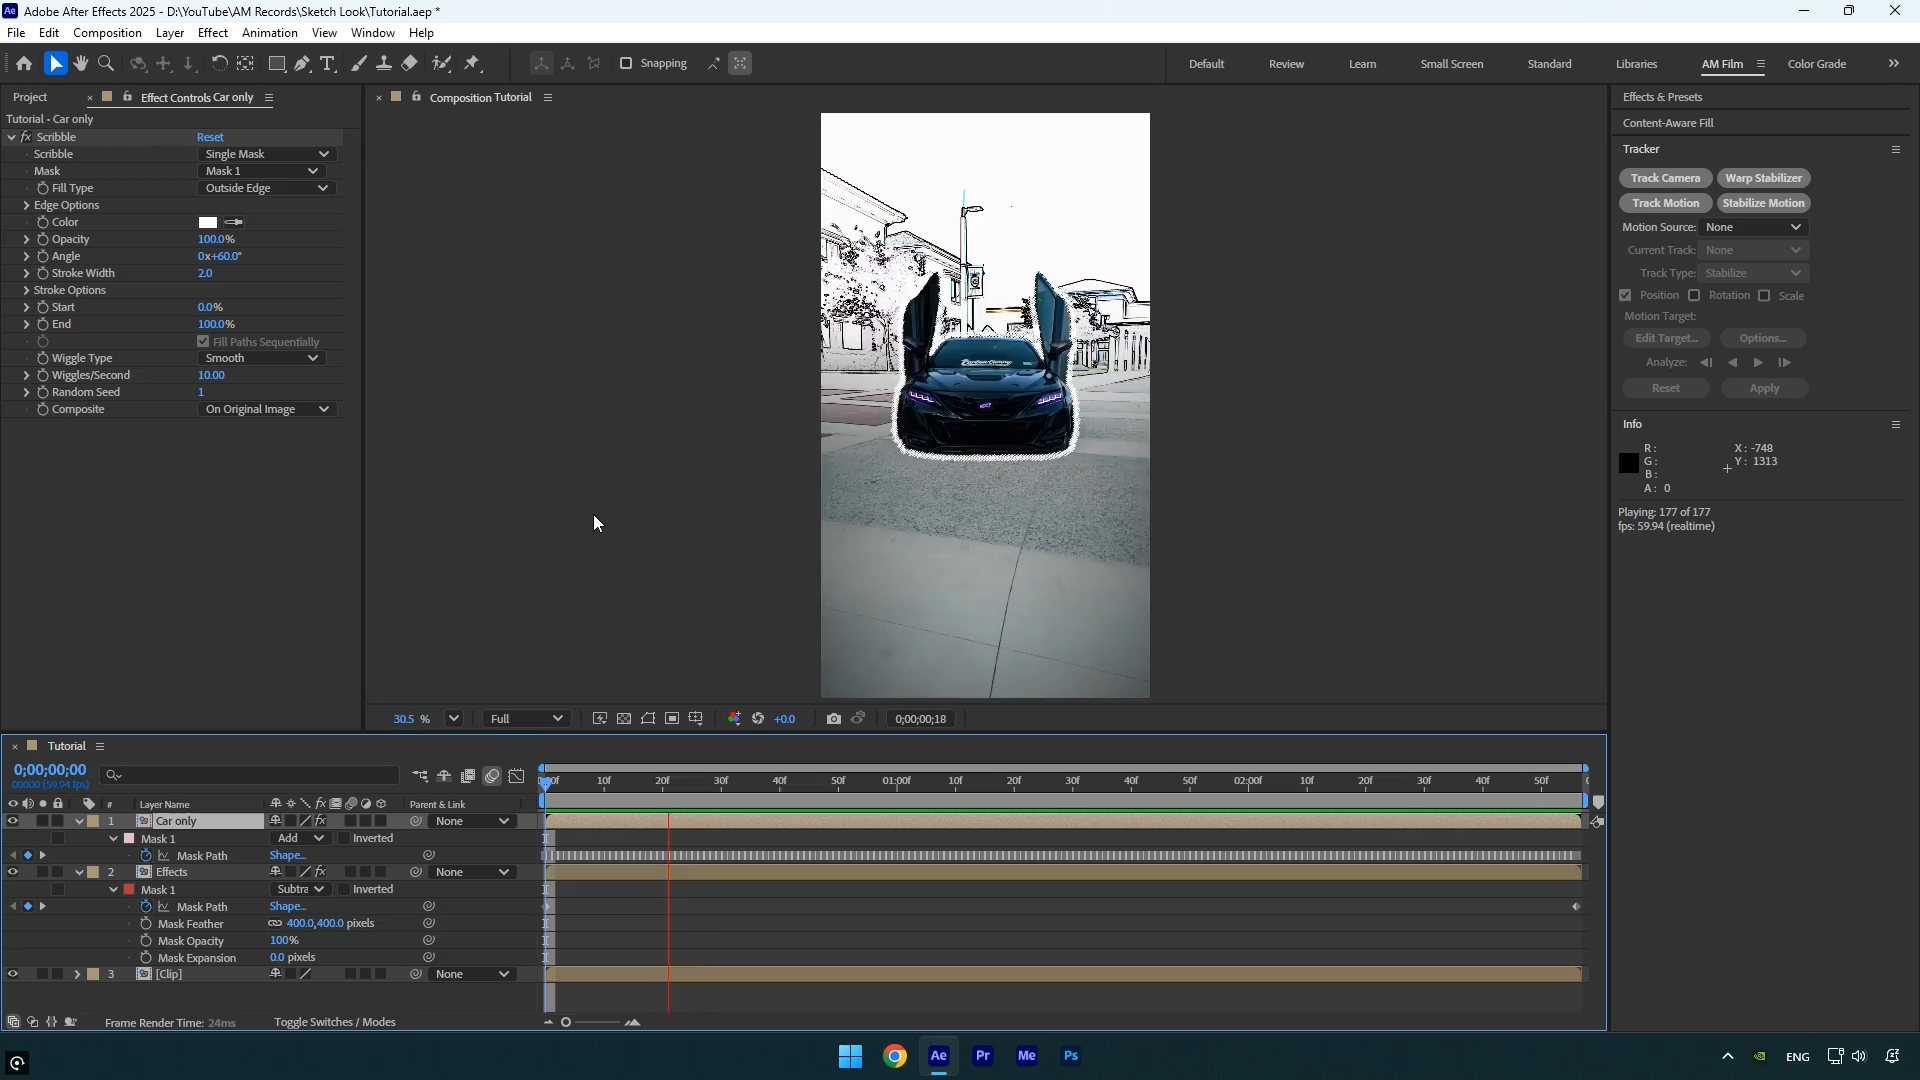 Adobe After Effects 2025 - D:\YouTube\AM Records\Sketch Look\Tutorial.aep *
File Edit Composition Layer Effect Animation View Window Help
Snapping
Default Review Learn Small Screen Standard Libraries AM Film Color Grade
Project
Effect Controls Car only
Tutorial - Car only
fx Scribble Reset
Scribble Single Mask
Mask Mask 1
Fill Type Outside Edge
Edge Options
Color
Opacity 100.0%
Angle 0x+60.0°
Stroke Width 2.0
Stroke Options
Start 0.0%
End 100.0%
Fill Paths Sequentially
Wiggle Type Smooth
Wiggles/Second 10.00
Random Seed 1
Composite On Original Image
Composition Tutorial
30.5 % Full +0.0 0;00;00;18
Effects & Presets
Content-Aware Fill
Tracker
Track Camera Warp Stabilizer
Track Motion Stabilize Motion
Motion Source: None
Current Track: None
Track Type: Stabilize
Position Rotation Scale
Motion Target:
Edit Target... Options...
Analyze:
Reset Apply
Info
R: X: -748
G: Y: 1313
B:
A: 0
Playing: 177 of 177
fps: 59.94 (realtime)
Tutorial
0;00;00;00
00000 (59.94 fps)
10f 20f 30f 40f 50f 01:00f 10f 20f 30f 40f 50f 02:00f 10f 20f 30f 40f 50f
# Layer Name fx Parent & Link
1 Car only fx None
Mask 1 Add Inverted
Mask Path Shape...
2 Effects fx None
Mask 1 Subtra Inverted
Mask Path Shape...
Mask Feather 400.0,400.0 pixels
Mask Opacity 100%
Mask Expansion 0.0 pixels
3 [Clip] None
Frame Render Time: 24ms Toggle Switches / Modes
Ae Pr Me Ps
ENG